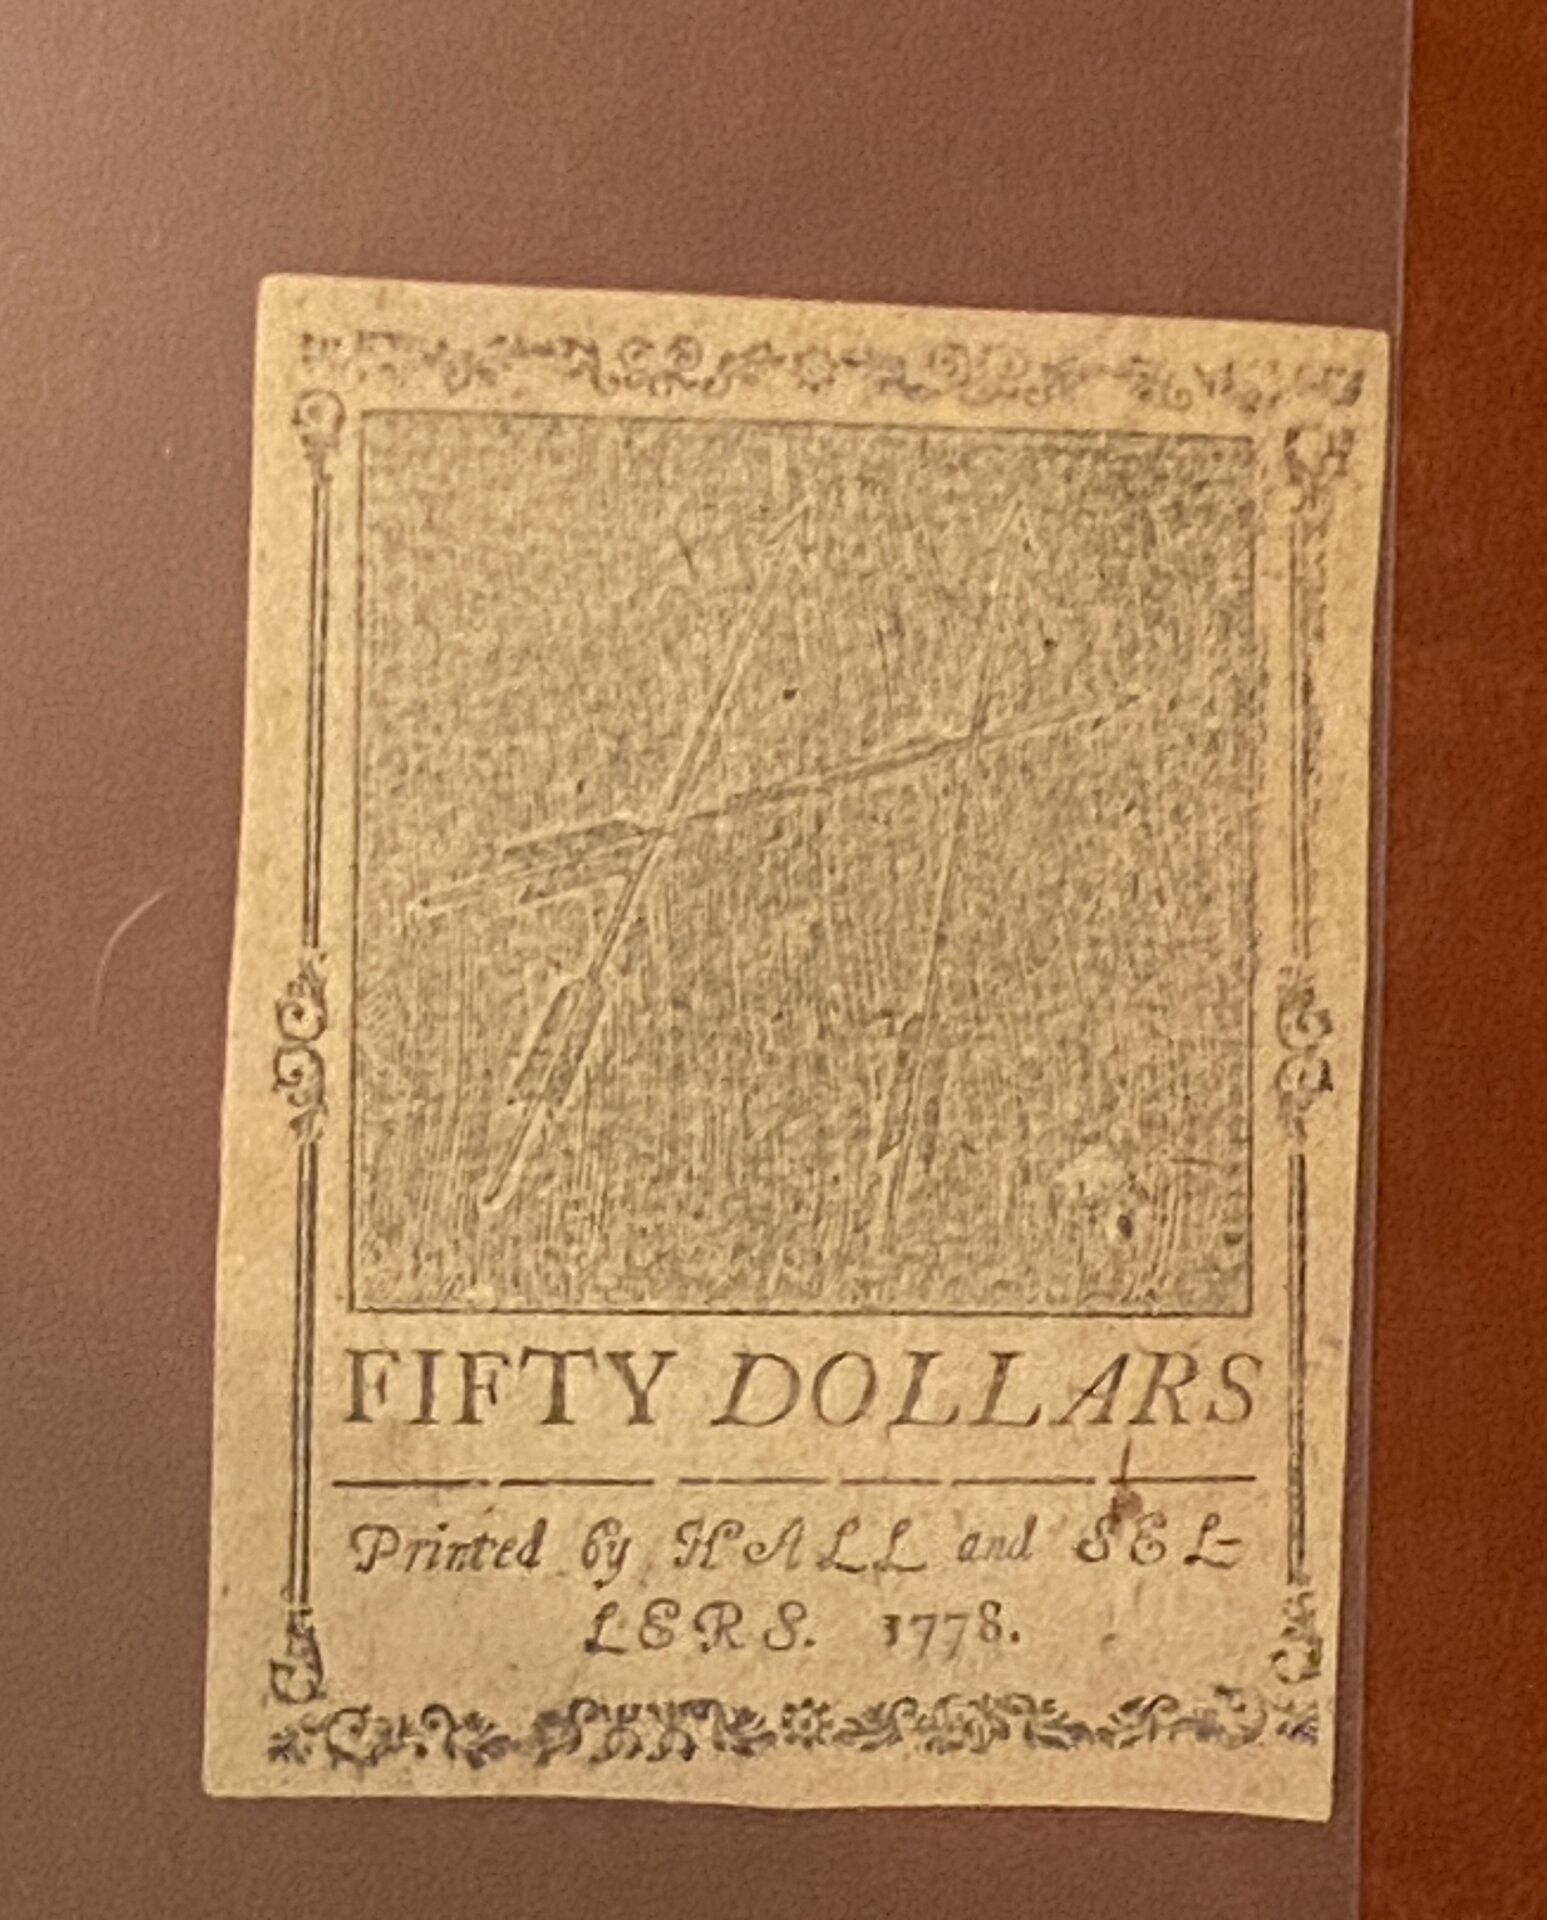 FIFTY DOLLARS
Printed by HALL and SEL-
LERS. 1778.